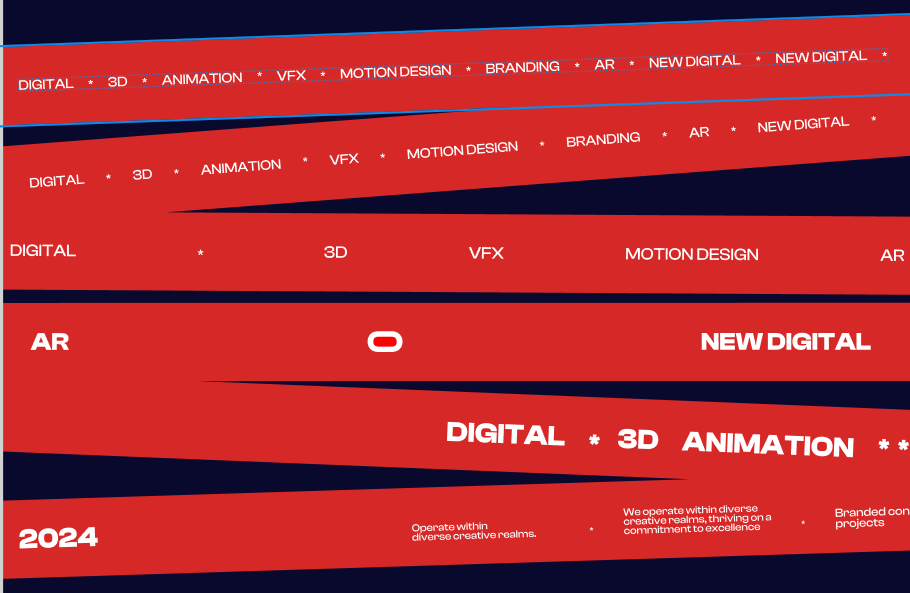 DIGITAL * 3D * ANIMATION * VFX * MOTION DESIGN * BRANDING * AR * NEW DIGITAL * NEW DIGITAL *
DIGITAL * 3D * ANIMATION * VFX * MOTION DESIGN * BRANDING * AR * NEW DIGITAL *
DIGITAL * 3D VFX MOTION DESIGN AR
AR NEW DIGITAL
DIGITAL * 3D ANIMATION * *
2024
Operate within
diverse creative realms.
*
We operate within diverse
creative realms, thriving on a
commitment to excellence
*
Branded con
projects